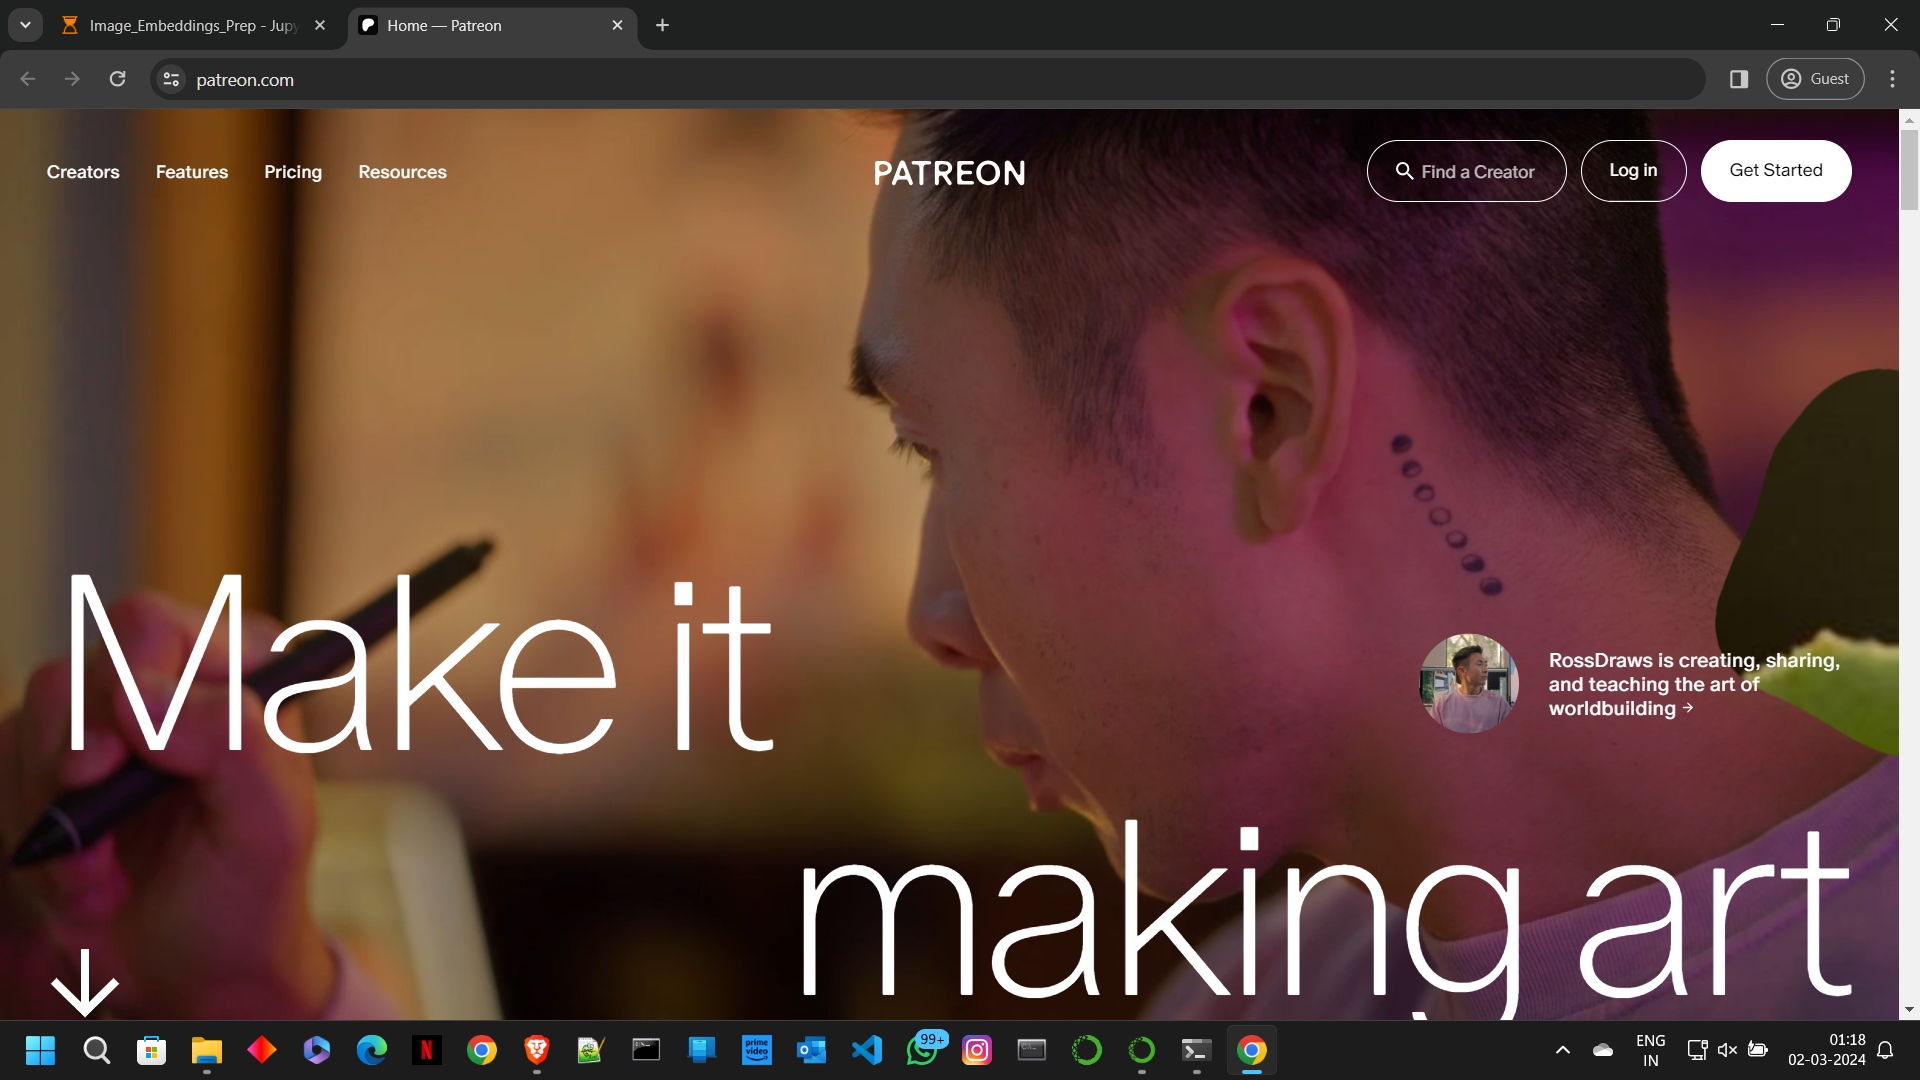 Image_Embeddings_Prep - Jupy
Home — Patreon
patreon.com
Guest
Creators
Features
Pricing
Resources
PATREON
Find a Creator
Log in
Get Started
Make it
RossDraws is creating, sharing,
and teaching the art of
worldbuilding →
making art
99+
prime
video
N
ENG
IN
01:18
02-03-2024